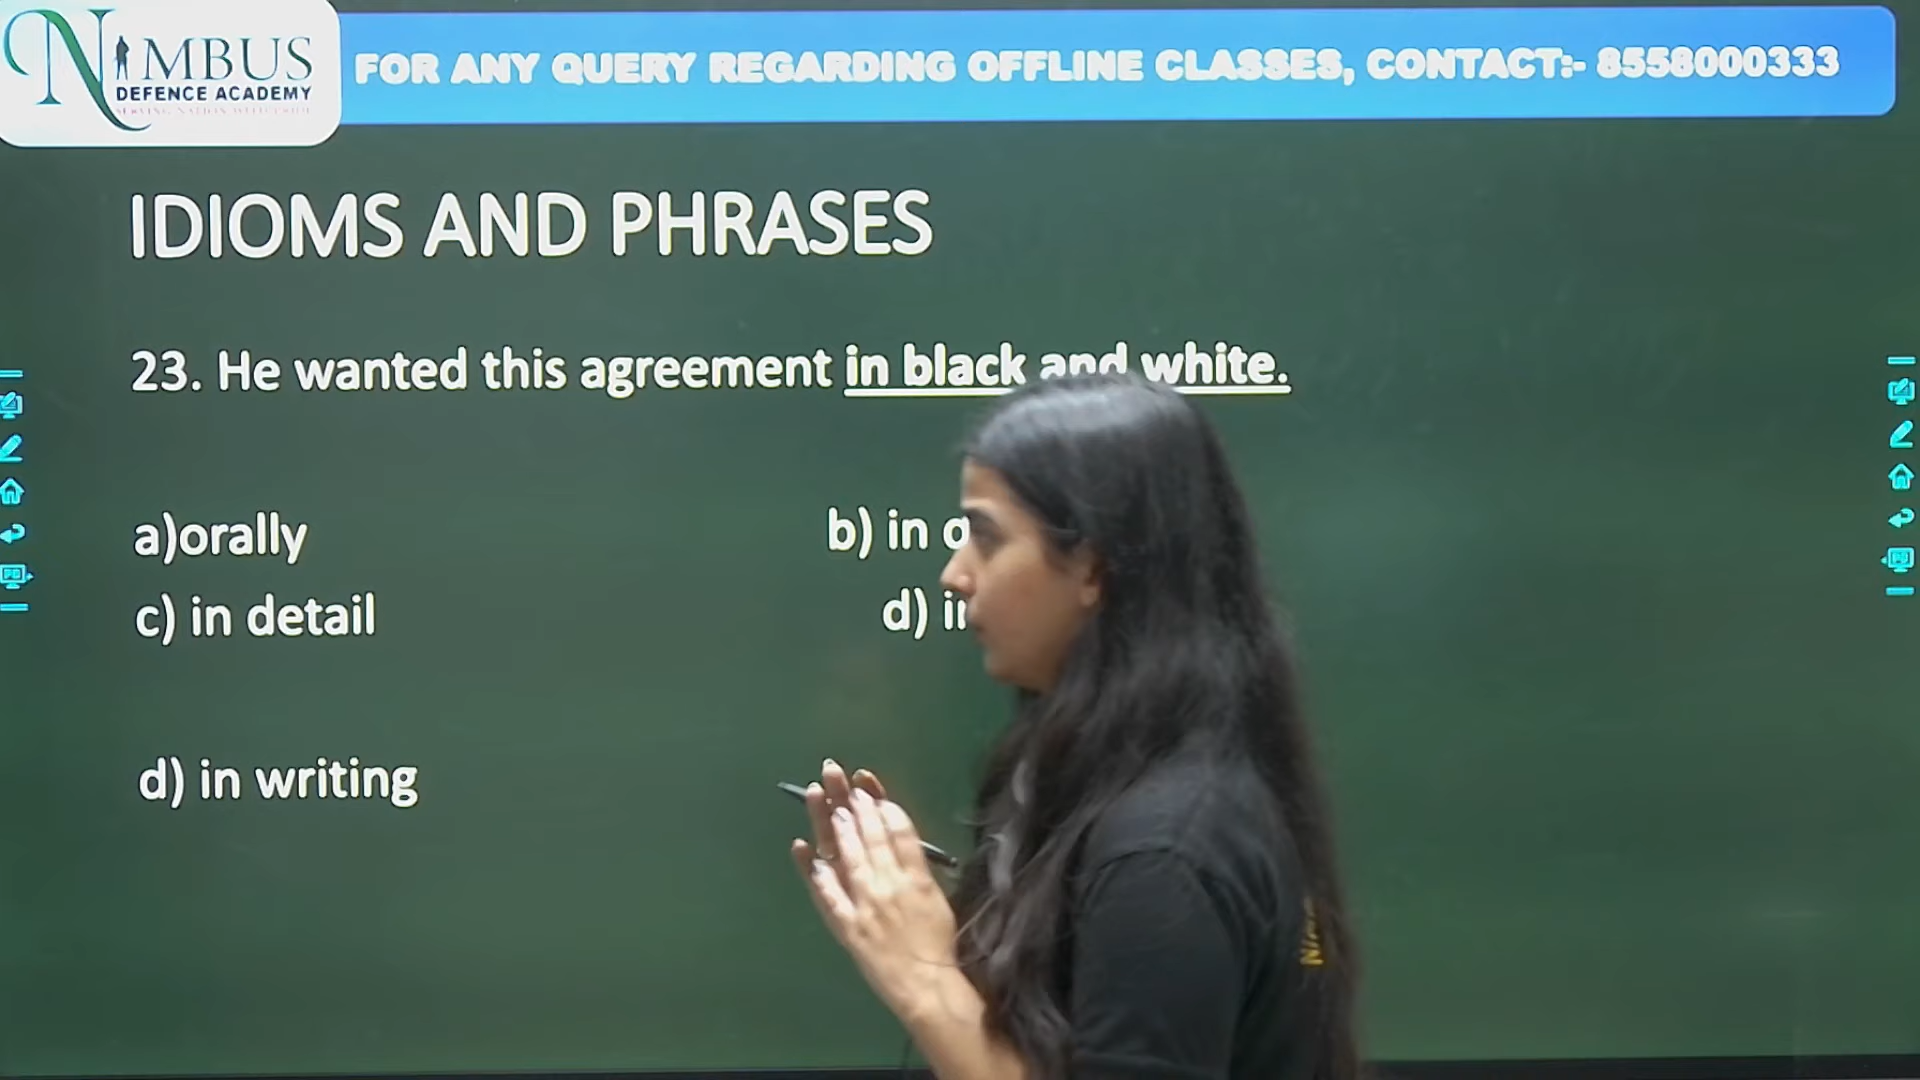 NIMBUS
DEFENCE ACADEMY
FOR ANY QUERY REGARDING OFFLINE CLASSES, CONTACT:- 8558000333
IDIOMS AND PHRASES
23. He wanted this agreement in black and white.
a)orally
b) in
c) in detail
d)
d) in writing